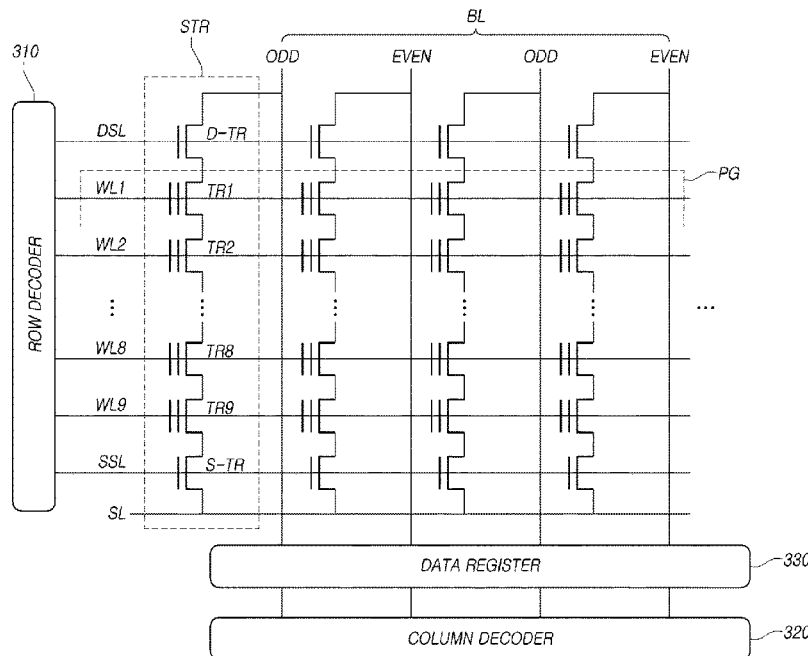 BL
STR
310
ODD EVEN ODD EVEN
DSL D-TR
PG
WL1 TR1
WL2 TR2
ROW DECODER
⋮ ⋮ ⋮ ⋮ ⋮ ...
WL8 TR8
WL9 TR9
SSL S-TR
SL
DATA REGISTER 330
COLUMN DECODER 320